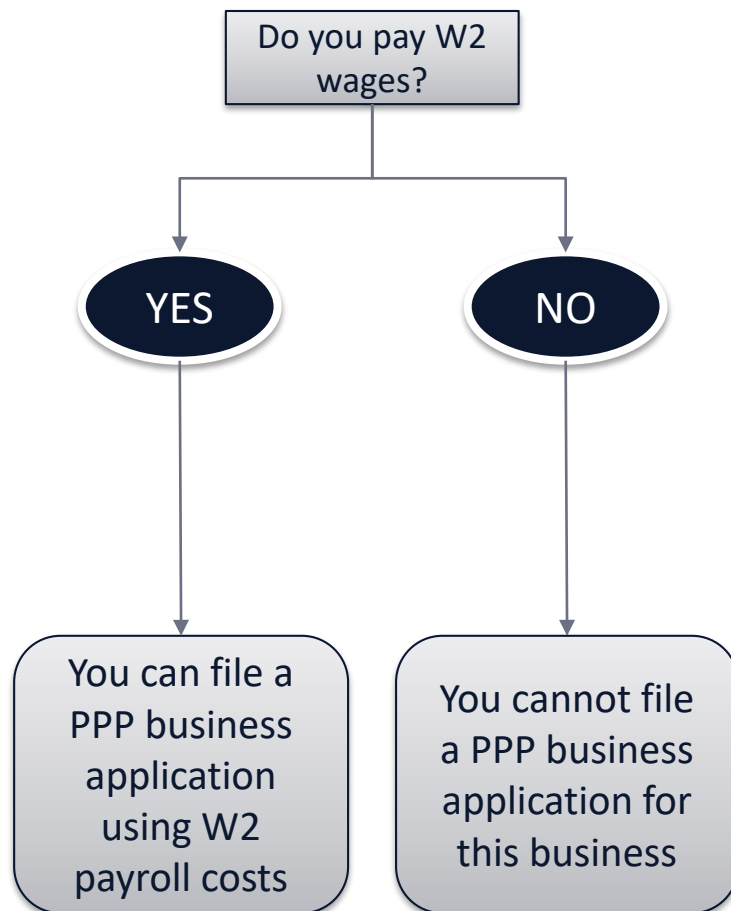 Do you pay W2
wages?
YES
NO
You can file a
PPP business
application
using W2
payroll costs
You cannot file
a PPP business
application for
this business